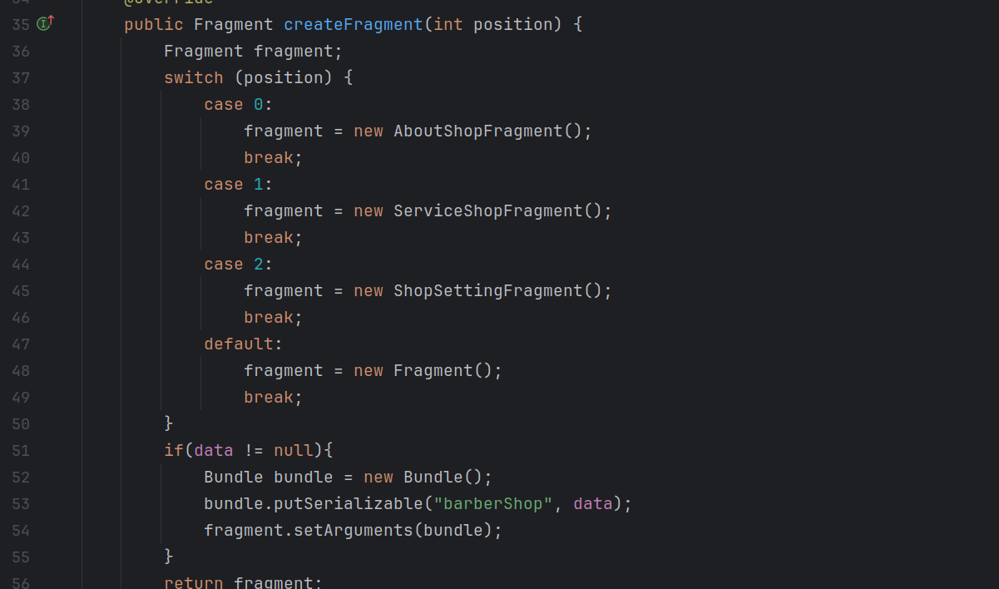 34 @Override
35 public Fragment createFragment(int position) {
36 Fragment fragment;
37 switch (position) {
38 case 0:
39 fragment = new AboutShopFragment();
40 break;
41 case 1:
42 fragment = new ServiceShopFragment();
43 break;
44 case 2:
45 fragment = new ShopSettingFragment();
46 break;
47 default:
48 fragment = new Fragment();
49 break;
50 }
51 if(data != null){
52 Bundle bundle = new Bundle();
53 bundle.putSerializable("barberShop", data);
54 fragment.setArguments(bundle);
55 }
56 return fragment;